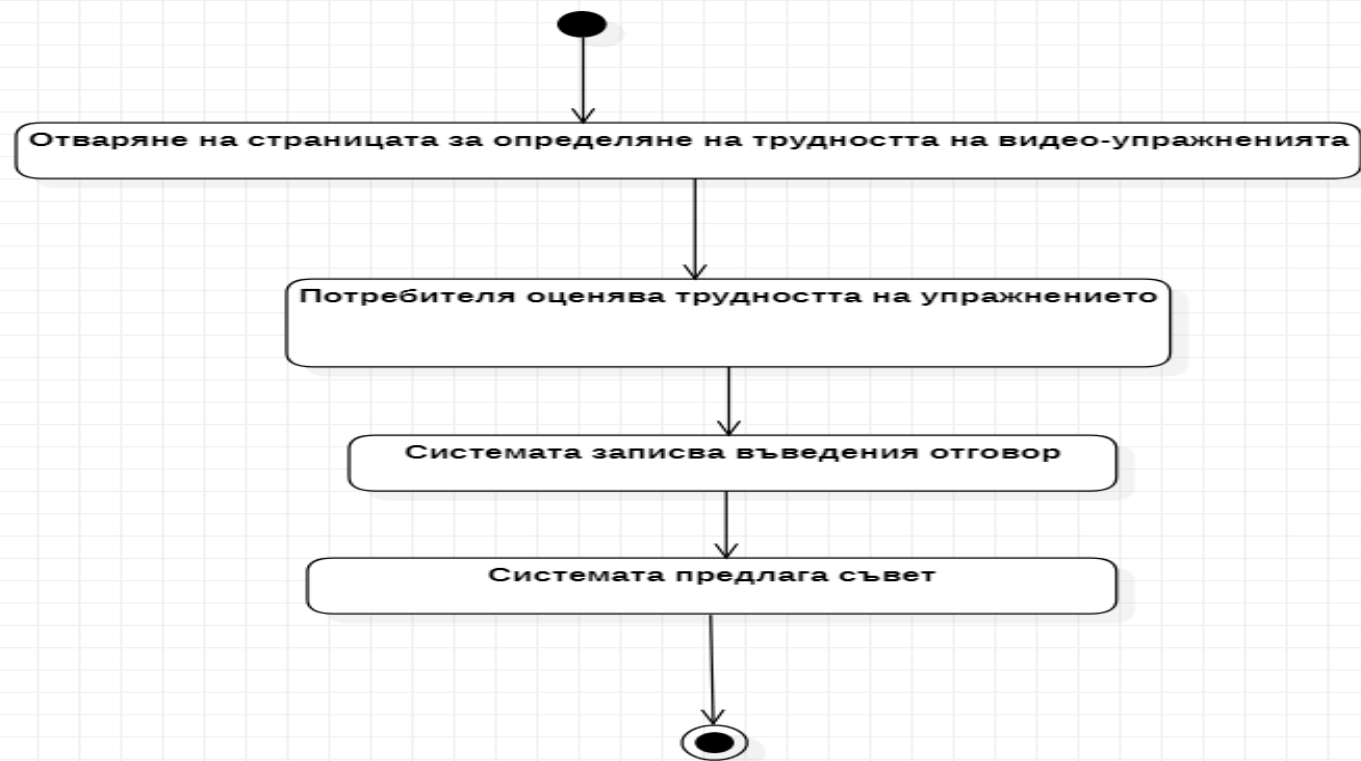 Отваряне на страницата за определяне на трудността на видео-упражненията
Потребителя оценява трудността на упражнението
Системата записва въведения отговор
Системата предлага съвет